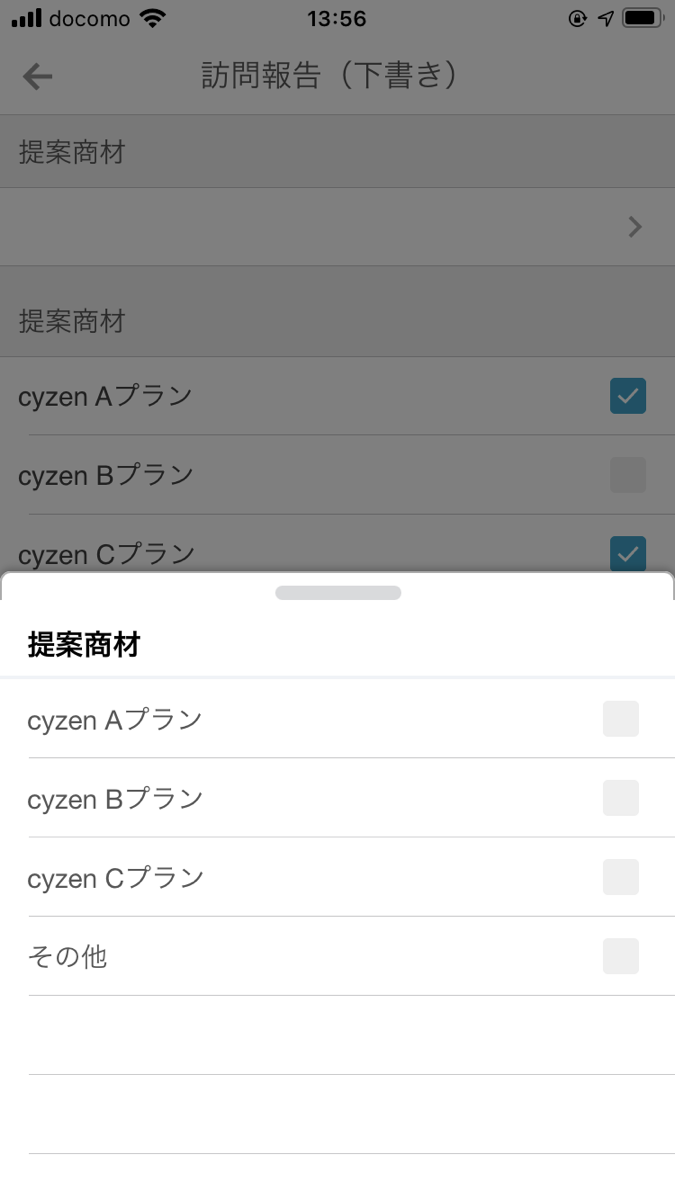 docomo 13:56
訪問報告（下書き）
提案商材
提案商材
cyzen Aプラン
cyzen Bプラン
cyzen Cプラン
提案商材
cyzen Aプラン
cyzen Bプラン
cyzen Cプラン
その他